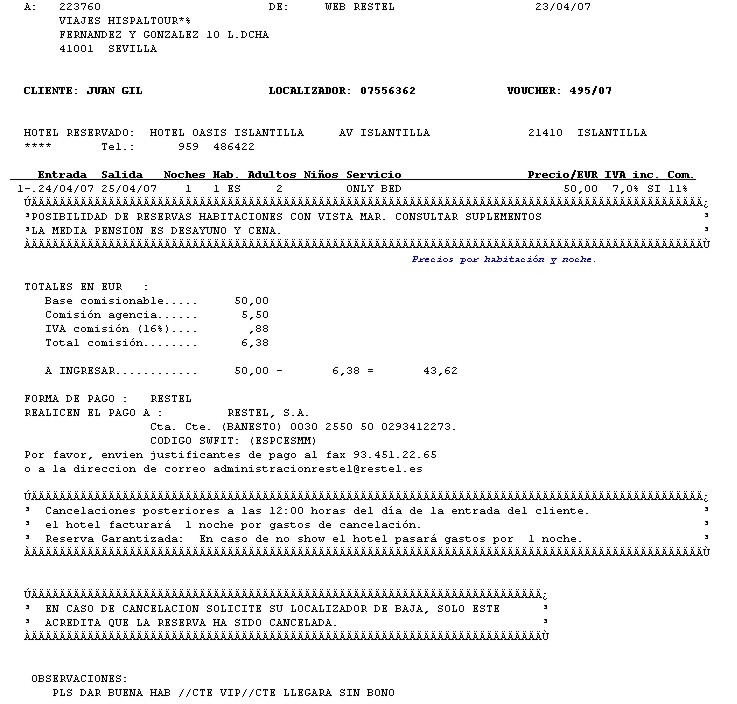 A: 223760 DE: WEB RESTEL 23/04/07
VIAJES HISPALTOUR*%
FERNANDEZ Y GONZALEZ 10 L.DCHA
41001 SEVILLA
CLIENTE: JUAN GIL LOCALIZADOR: 07556362 VOUCHER: 495/07
HOTEL RESERVADO: HOTEL OASIS ISLANTILLA AV ISLANTILLA 21410 ISLANTILLA
**** Tel.: 959 486422
Entrada Salida Noches Hab. Adultos Niños Servicio Precio/EUR IVA inc. Com.
1-.24/04/07 25/04/07 1 1 ES 2 ONLY BED 50,00 7,0% SI 11%
³POSIBILIDAD DE RESERVAS HABITACIONES CON VISTA MAR. CONSULTAR SUPLEMENTOS ³
³LA MEDIA PENSION ES DESAYUNO Y CENA. ³
Precios por habitación y noche.
TOTALES EN EUR :
Base comisionable..... 50,00
Comisión agencia...... 5,50
IVA comisión (16%).... ,88
Total comisión........ 6,38
A INGRESAR............ 50,00 - 6,38 = 43,62
FORMA DE PAGO : RESTEL
REALICEN EL PAGO A : RESTEL, S.A.
Cta. Cte. (BANESTO) 0030 2550 50 0293412273.
CODIGO SWFIT: (ESPCESMM)
Por favor, envien justificantes de pago al fax 93.451.22.65
o a la direccion de correo administracionrestel@restel.es
³ Cancelaciones posteriores a las 12:00 horas del día de la entrada del cliente. ³
³ el hotel facturará 1 noche por gastos de cancelación. ³
³ Reserva Garantizada: En caso de no show el hotel pasará gastos por 1 noche. ³
³ EN CASO DE CANCELACION SOLICITE SU LOCALIZADOR DE BAJA, SOLO ESTE ³
³ ACREDITA QUE LA RESERVA HA SIDO CANCELADA. ³
OBSERVACIONES:
PLS DAR BUENA HAB //CTE VIP//CTE LLEGARA SIN BONO